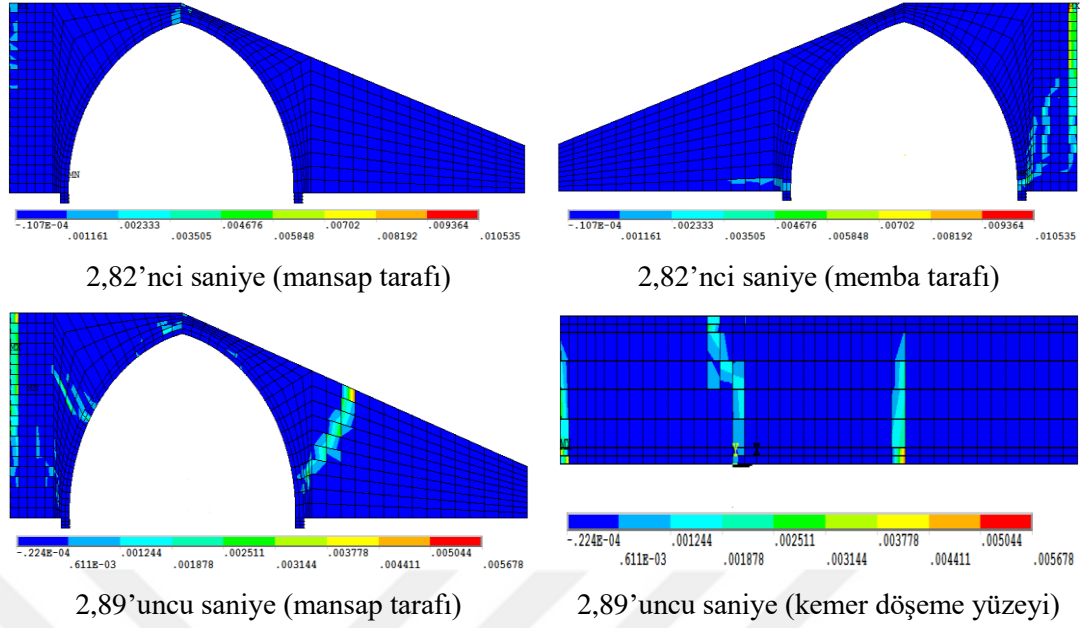 MN
-.107E-04 .002333 .004676 .00702 .009364
.001161 .003505 .005848 .008192 .010535
-.107E-04 .002333 .004676 .00702 .009364
.001161 .003505 .005848 .008192 .010535
2,82’nci saniye (mansap tarafı)
2,82’nci saniye (memba tarafı)
-.224E-04 .001244 .002511 .003778 .005044
.611E-03 .001878 .003144 .004411 .005678
Y X
-.224E-04 .001244 .002511 .003778 .005044
.611E-03 .001878 .003144 .004411 .005678
2,89’uncu saniye (mansap tarafı)
2,89’uncu saniye (kemer döşeme yüzeyi)